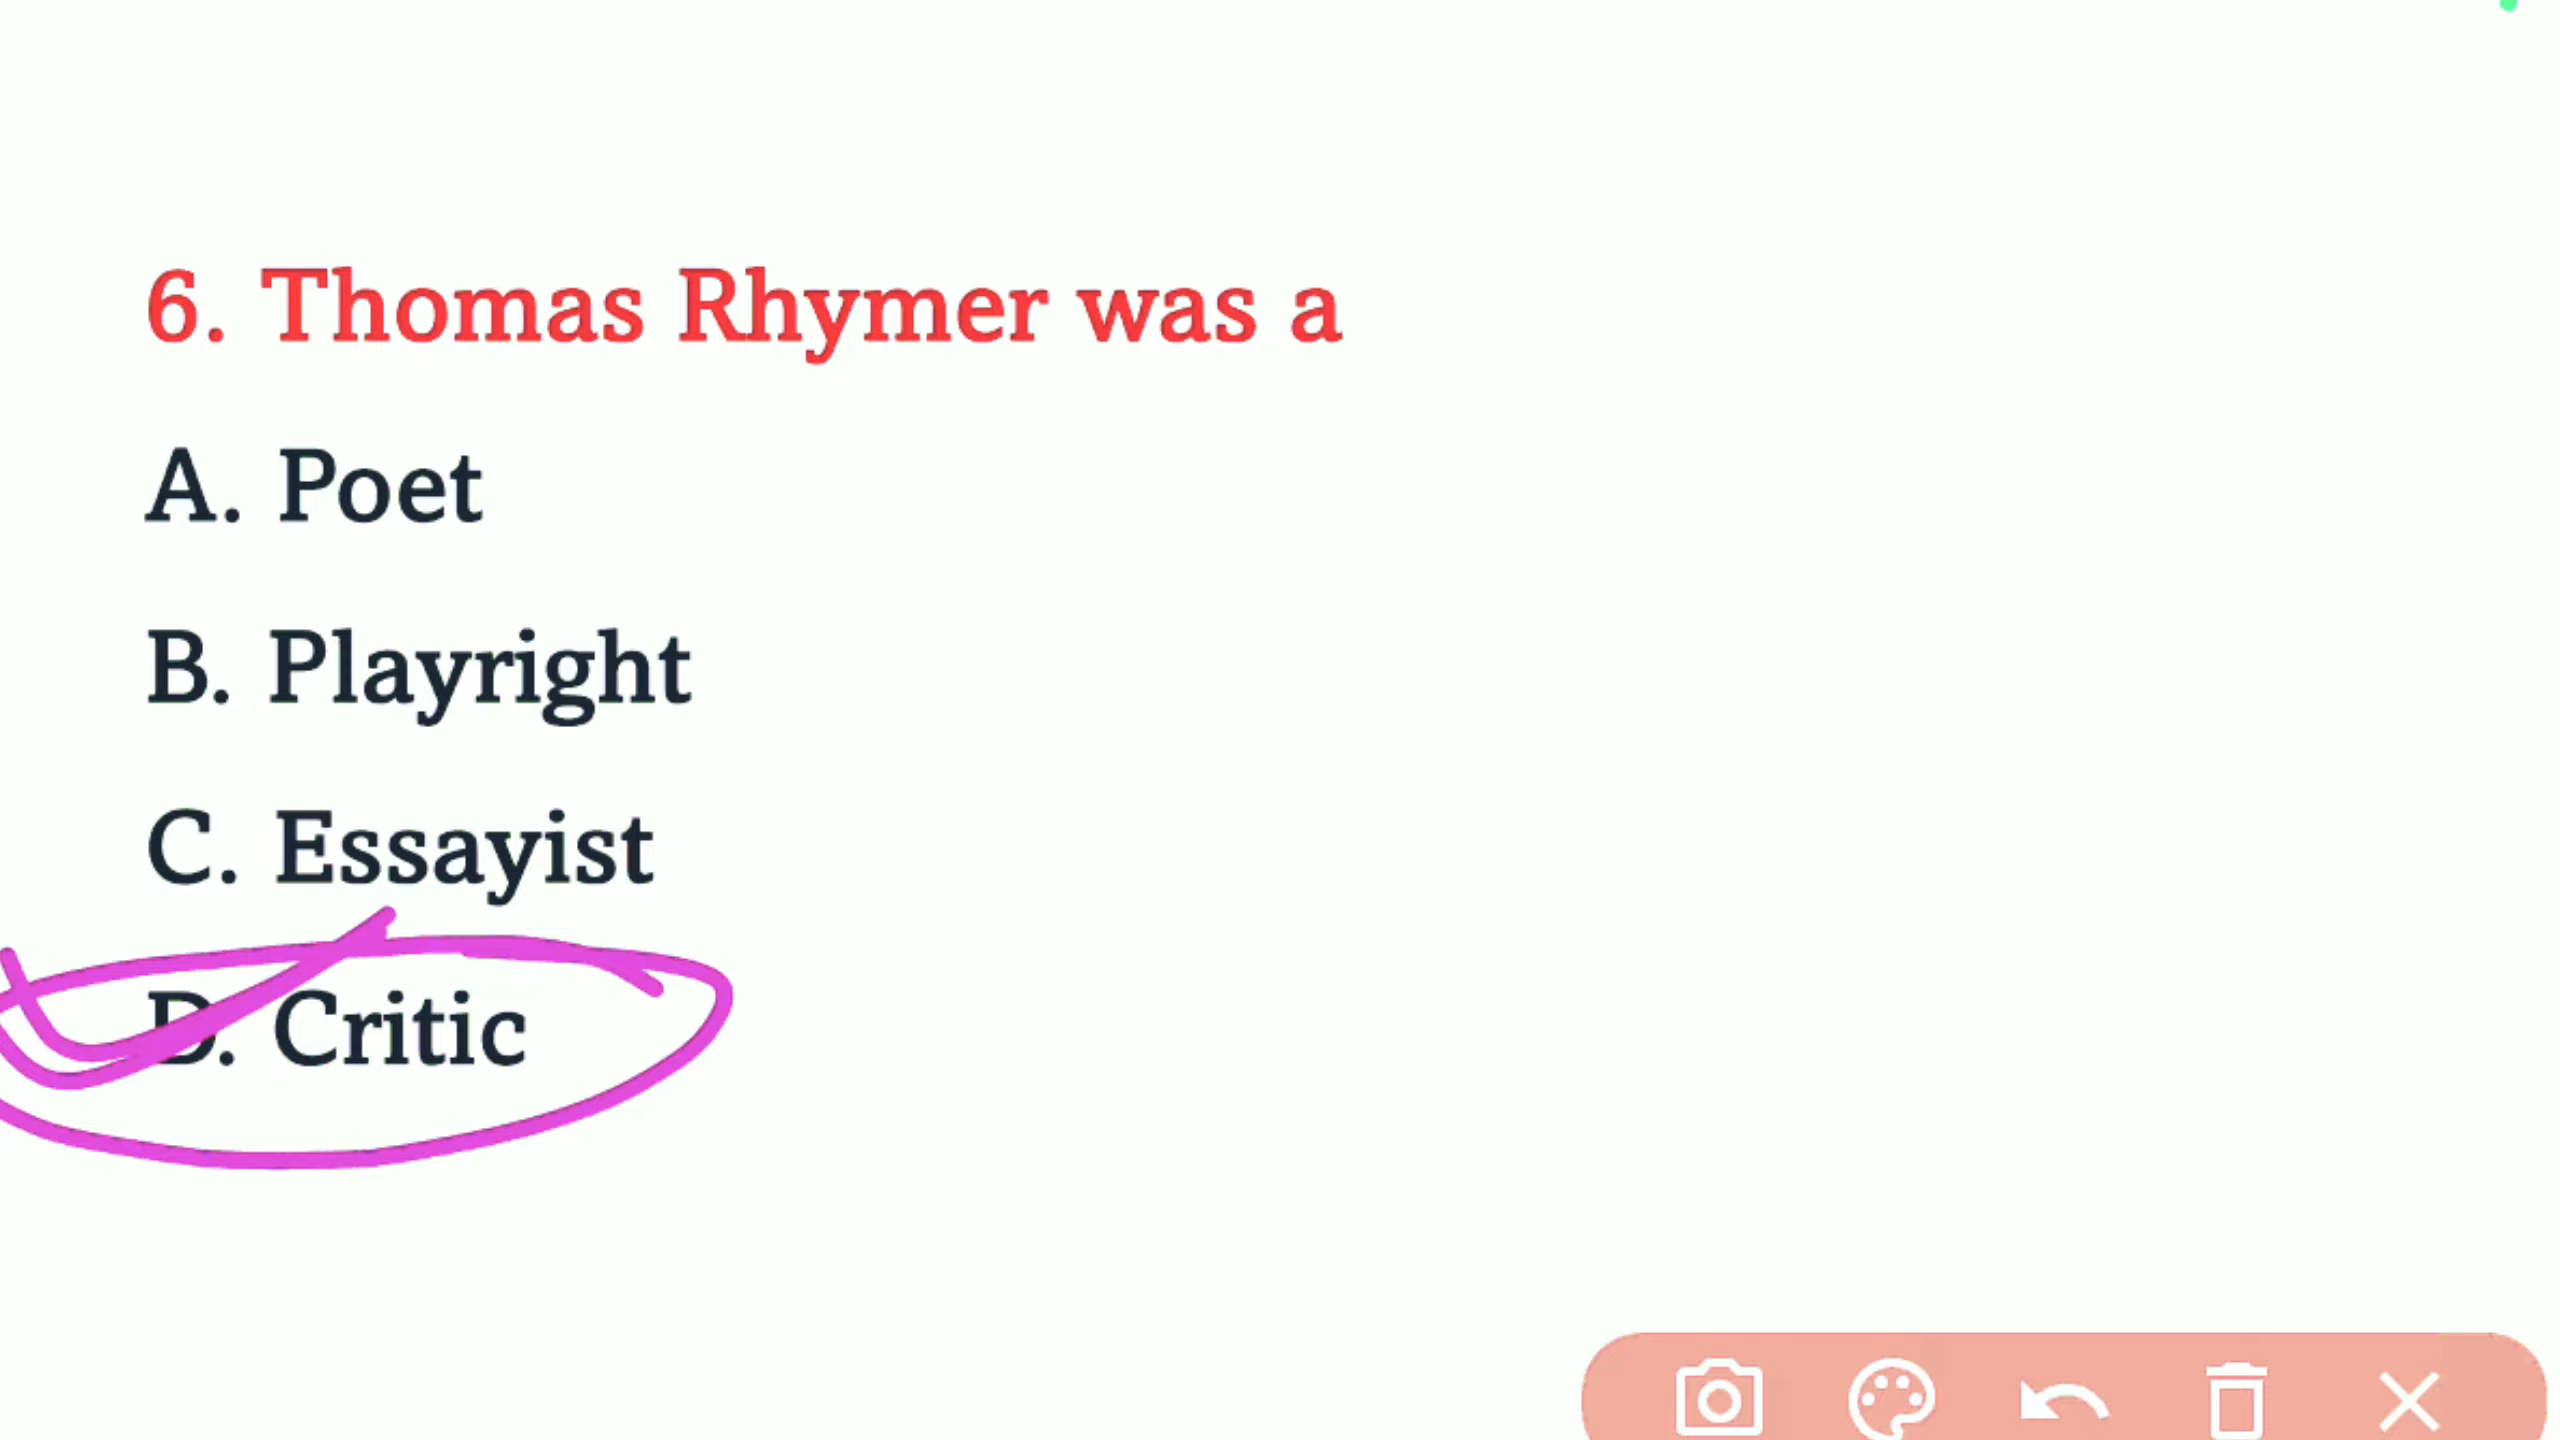 6. Thomas Rhymer was a
A. Poet
B. Playright
C. Essayist
D. Critic